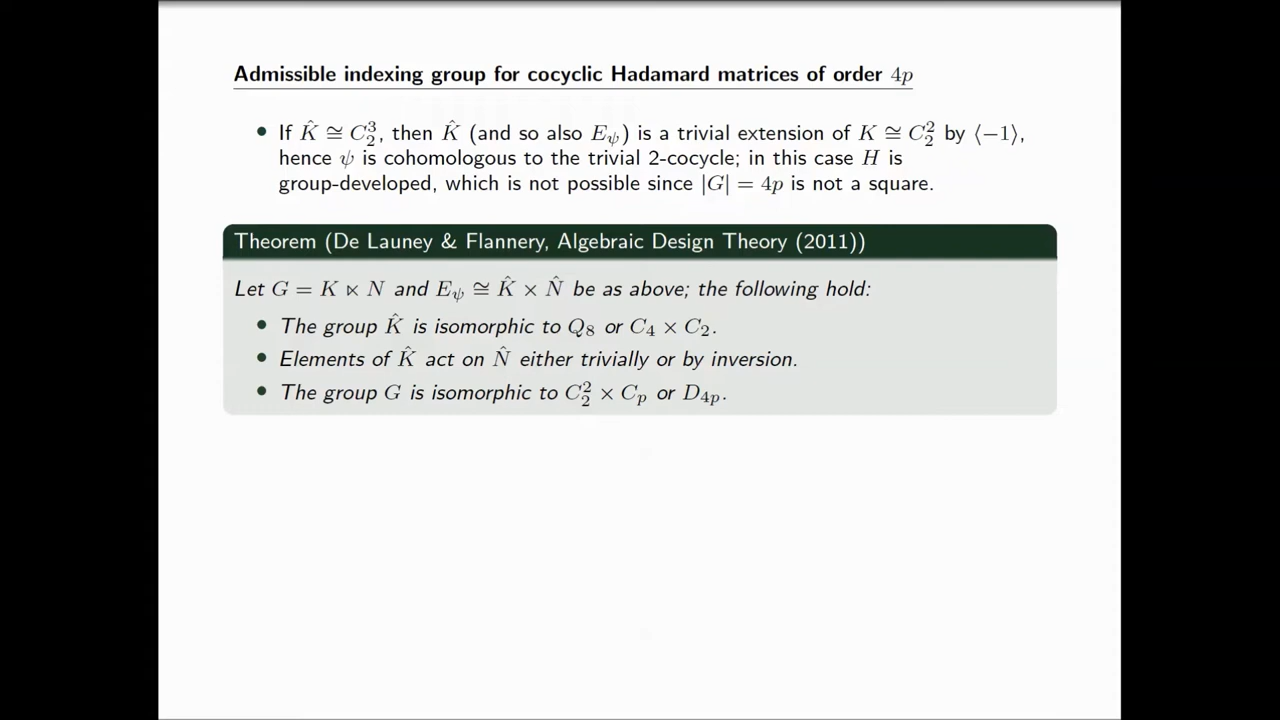 Admissible indexing group for cocyclic Hadamard matrices of order 4p
• If K̂ ≅ C₂³, then K̂ (and so also E_ψ) is a trivial extension of K ≅ C₂² by ⟨−1⟩,
hence ψ is cohomologous to the trivial 2-cocycle; in this case H is
group-developed, which is not possible since |G| = 4p is not a square.
Theorem (De Launey & Flannery, Algebraic Design Theory (2011))
Let G = K ⋉ N and E_ψ ≅ K̂ × N̂ be as above; the following hold:
• The group K̂ is isomorphic to Q₈ or C₄ × C₂.
• Elements of K̂ act on N̂ either trivially or by inversion.
• The group G is isomorphic to C₂² × Cₚ or D₄ₚ.